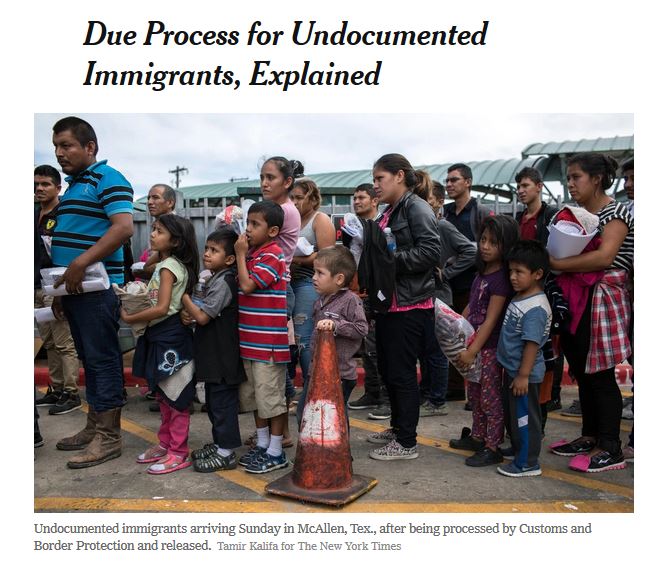 Due Process for Undocumented
Immigrants, Explained
Undocumented immigrants arriving Sunday in McAllen, Tex., after being processed by Customs and
Border Protection and released. Tamir Kalifa for The New York Times